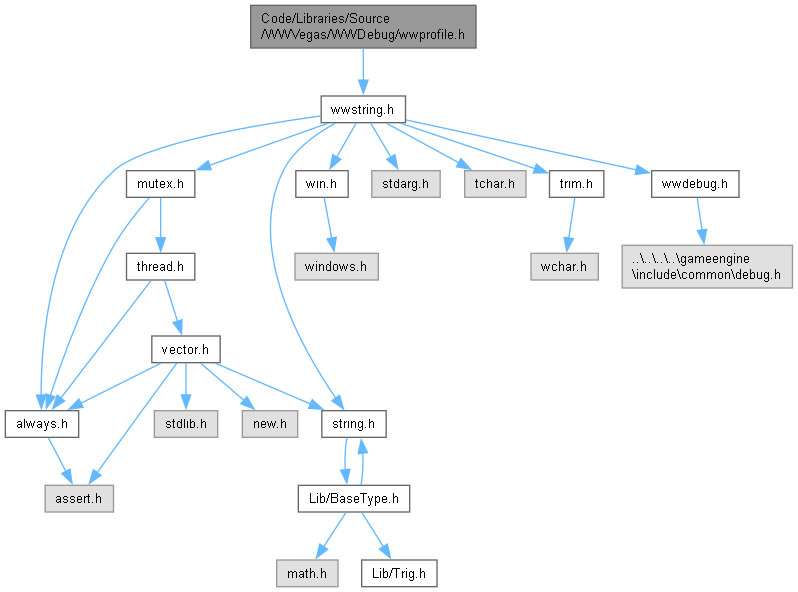 Code/Libraries/Source
/WWVegas/WWDebug/wwprofile.h
wwstring.h
mutex.h
win.h
stdarg.h
tchar.h
trim.h
wwdebug.h
thread.h
windows.h
wchar.h
..\..\..\..\gameengine
\include\common\debug.h
vector.h
always.h
stdlib.h
new.h
string.h
assert.h
Lib/BaseType.h
math.h
Lib/Trig.h